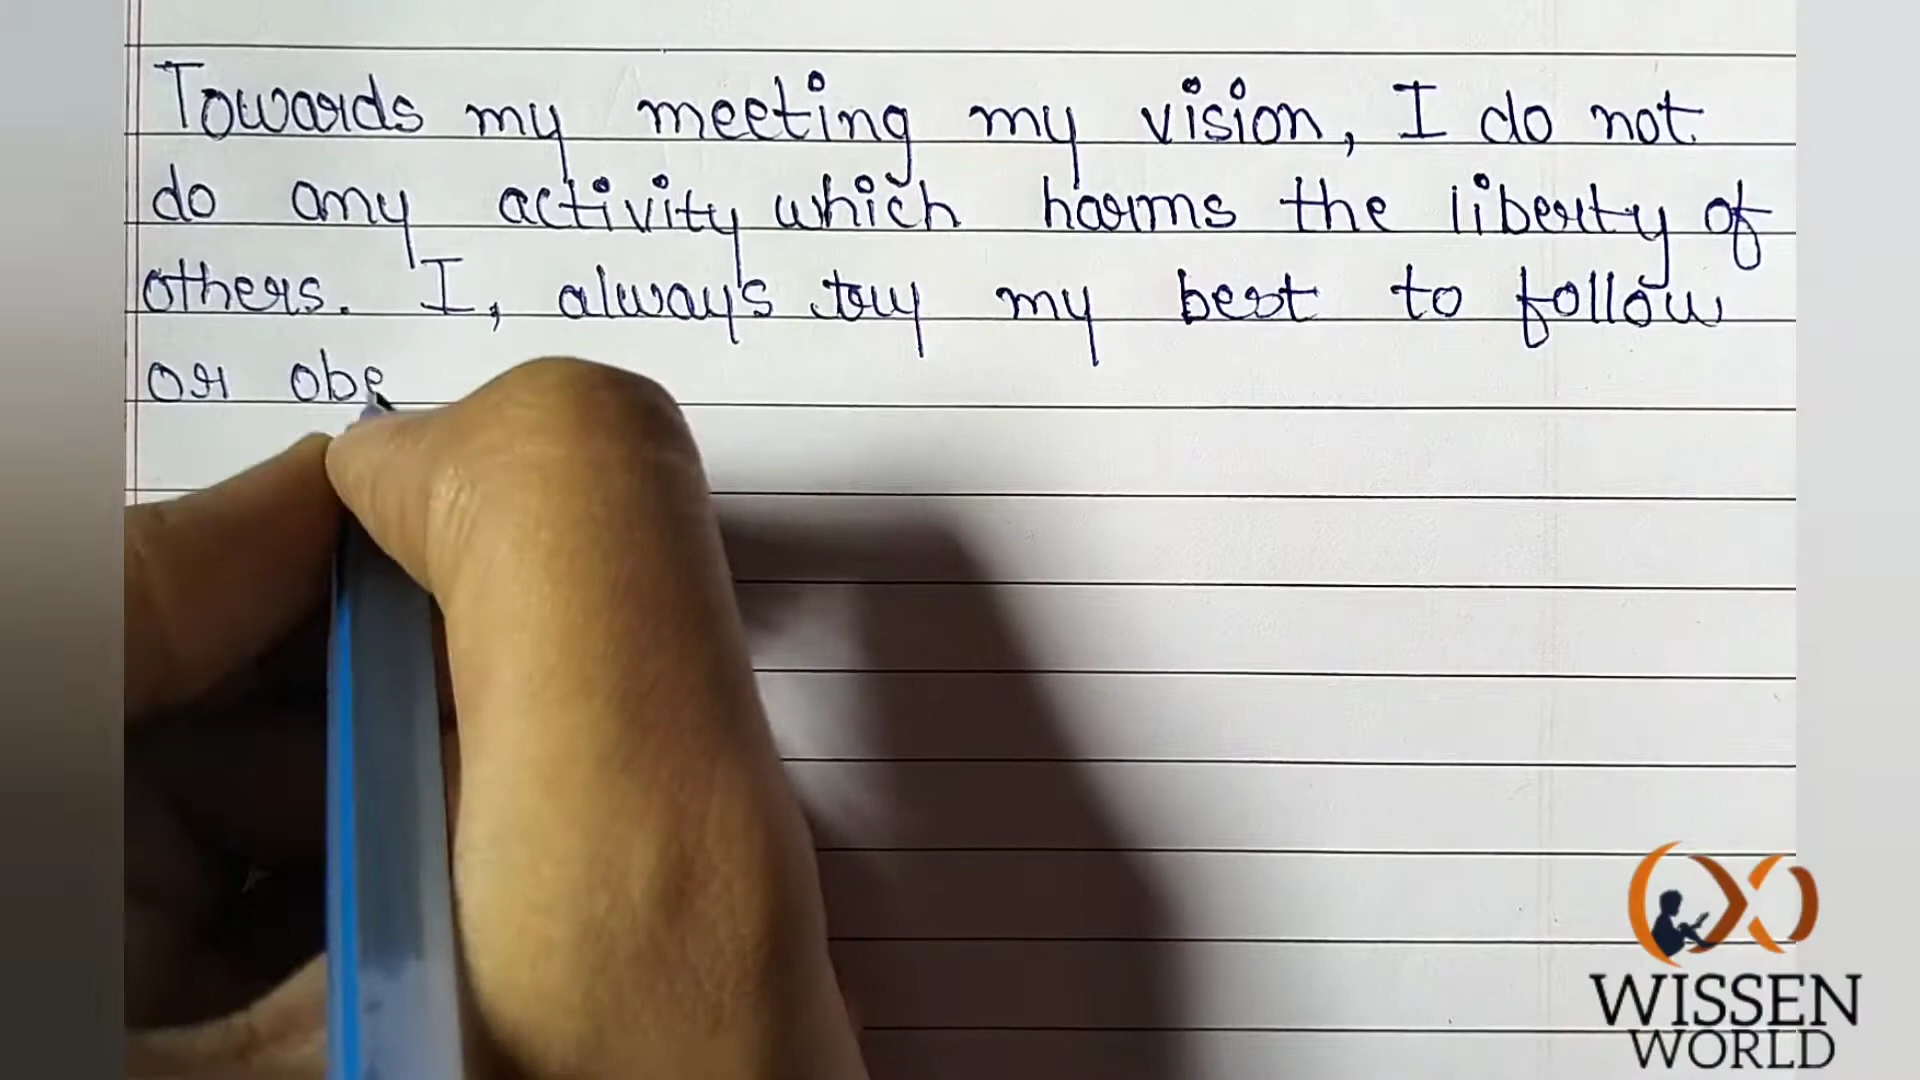 Towards my meeting my vision, I do not
do any activity which harms the liberty of
others. I, always try my best to follow
or obe
WISSEN
WORLD